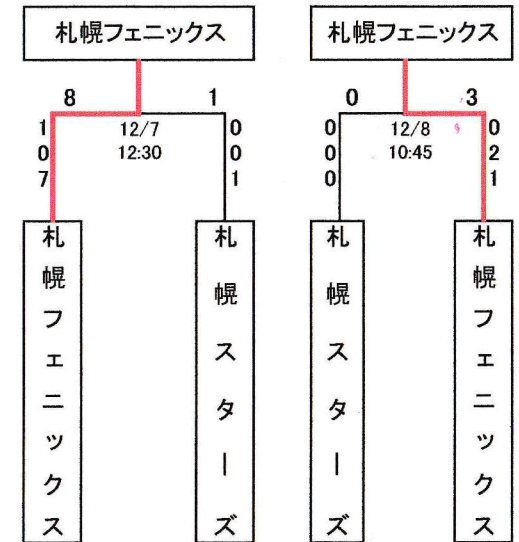 札幌フェニックス
札幌フェニックス
8 1
0 3
1 12/7 0
0 12:30 0
7 1
0 12/8 0
0 10:45 2
0 1
札幌フェニックス
札幌スターズ
札幌スターズ
札幌フェニックス